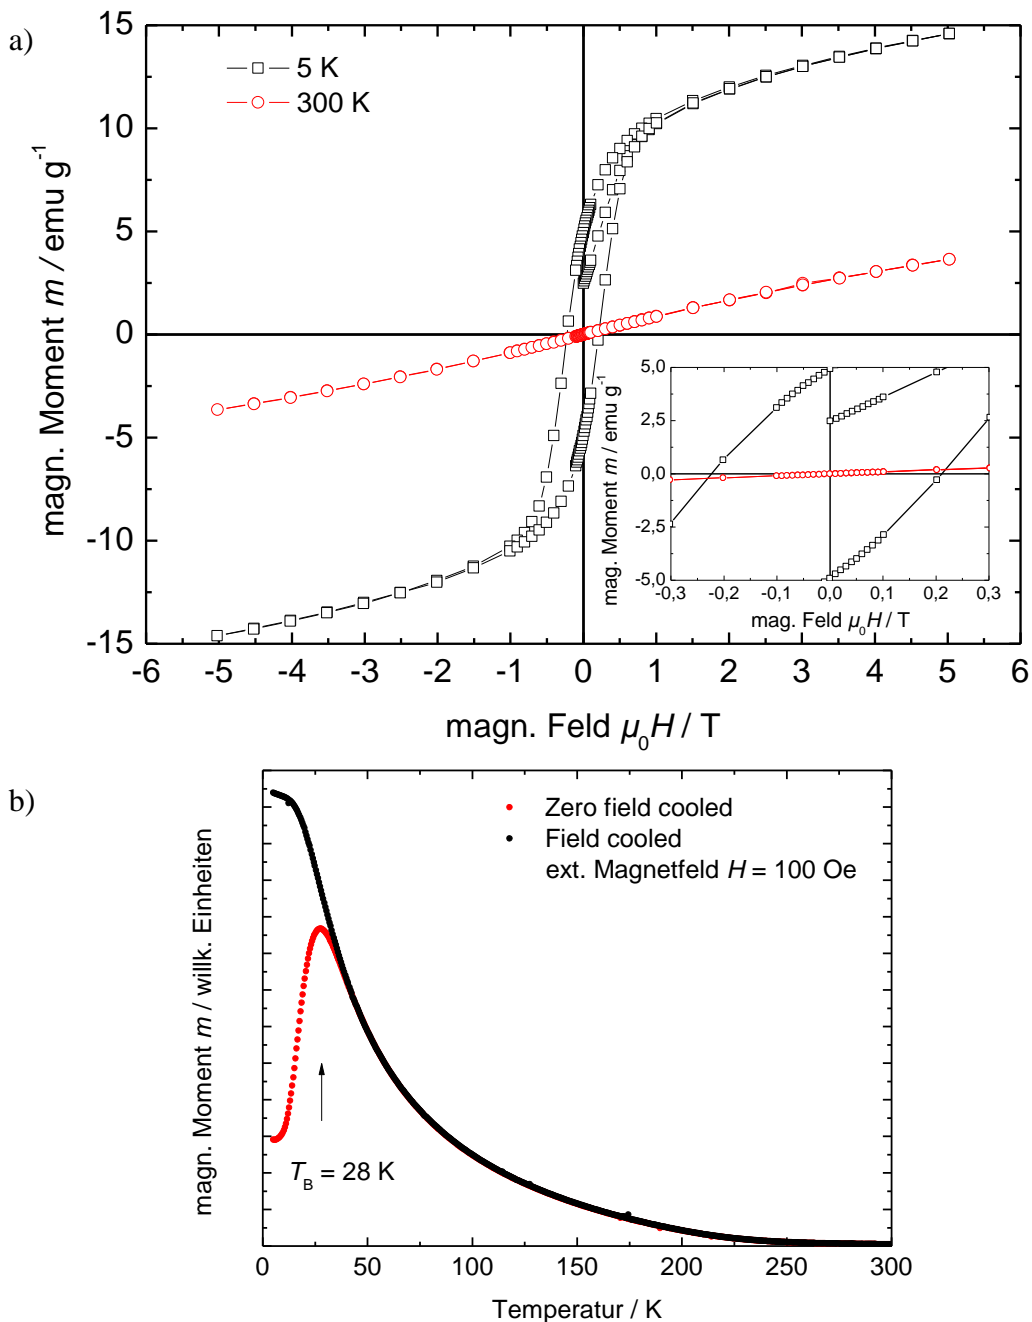 a)
15
10
5
0
-5
-10
-15
magn. Moment m / emu g-1
5 K
300 K
5,0
2,5
0,0
-2,5
-5,0
mag. Moment m / emu g-1
-0,3 -0,2 -0,1 0,0 0,1 0,2 0,3
mag. Feld μ0H / T
-6 -5 -4 -3 -2 -1 0 1 2 3 4 5 6
magn. Feld μ0H / T
b)
magn. Moment m / willk. Einheiten
Zero field cooled
Field cooled
ext. Magnetfeld H = 100 Oe
TB = 28 K
0 50 100 150 200 250 300
Temperatur / K